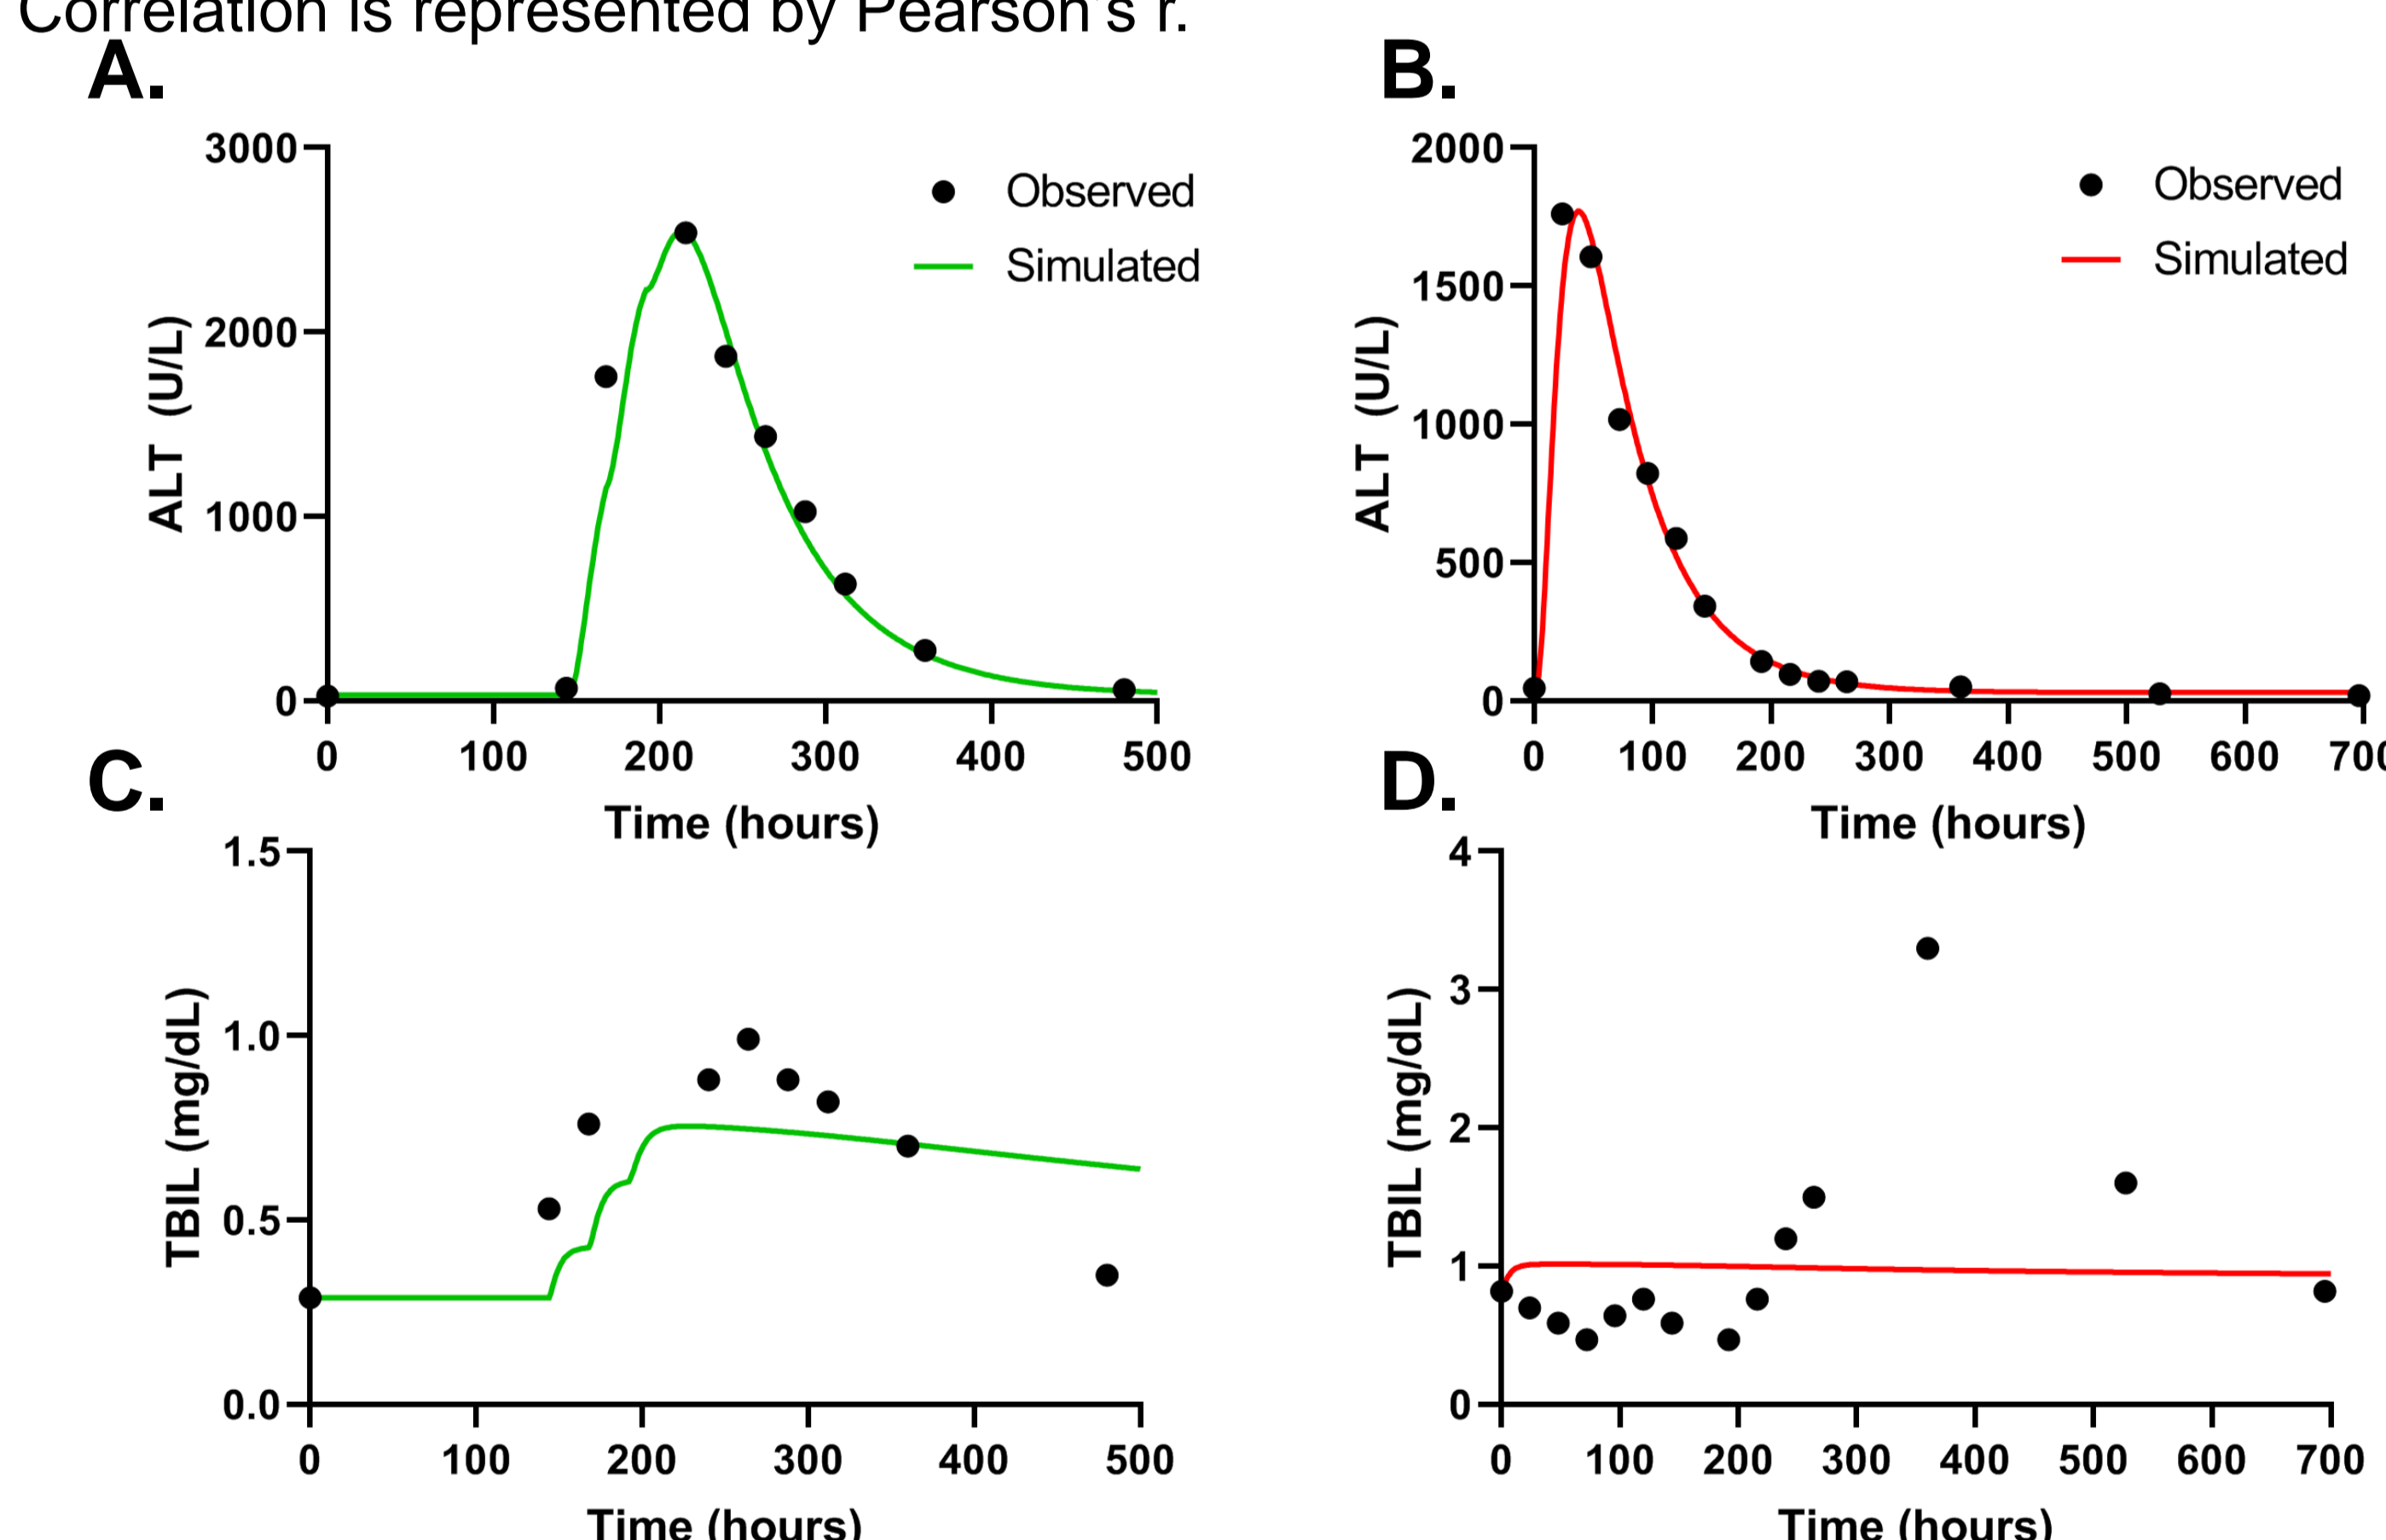 Correlation is represented by Pearson's r.
A.
3000
2000
1000
0
ALT (U/L)
Observed
Simulated
0 100 200 300 400 500
Time (hours)
B.
2000
1500
1000
500
0
ALT (U/L)
Observed
Simulated
0 100 200 300 400 500 600 700
Time (hours)
C.
1.5
1.0
0.5
0.0
TBIL (mg/dL)
0 100 200 300 400 500
Time (hours)
D.
4
3
2
1
0
TBIL (mg/dL)
0 100 200 300 400 500 600 700
Time (hours)